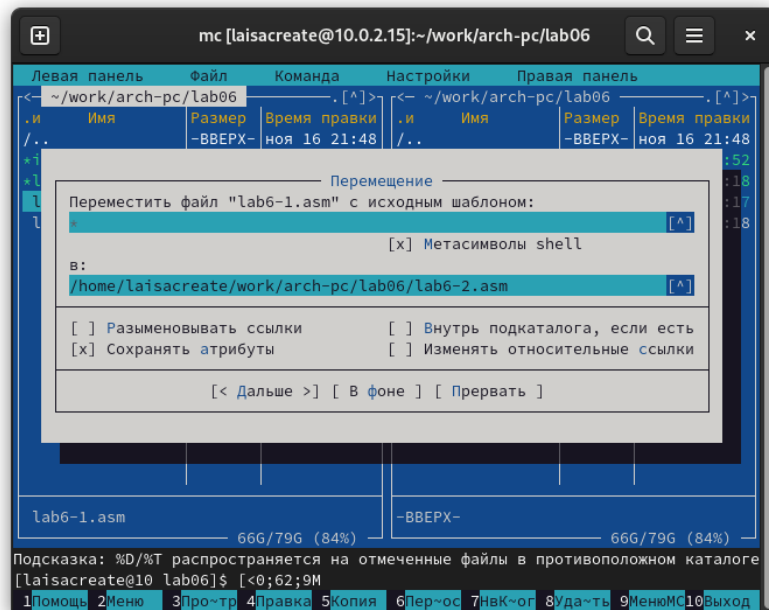 mc [laisacreate@10.0.2.15]:~/work/arch-pc/lab06
Левая панель Файл Команда Настройки Правая панель
<— ~/work/arch-pc/lab06 .[^]> <— ~/work/arch-pc/lab06 .[^]>
.и Имя Размер Время правки .и Имя Размер Время правки
/.. -ВВЕРХ- ноя 16 21:48 /.. -ВВЕРХ- ноя 16 21:48
*i :52
*l :18
l :17
l :18
Перемещение
Переместить файл "lab6-1.asm" с исходным шаблоном:
* [^]
[x] Метасимволы shell
в:
/home/laisacreate/work/arch-pc/lab06/lab6-2.asm [^]
[ ] Разыменовывать ссылки [ ] Внутрь подкаталога, если есть
[x] Сохранять атрибуты [ ] Изменять относительные ссылки
[< Дальше >] [ В фоне ] [ Прервать ]
lab6-1.asm -ВВЕРХ-
66G/79G (84%) 66G/79G (84%)
Подсказка: %D/%T распространяется на отмеченные файлы в противоположном каталоге
[laisacreate@10 lab06]$ [<0;62;9M
1Помощь 2Меню 3Про~тр 4Правка 5Копия 6Пер~ос 7НвК~ог 8Уда~ть 9МенюMC 10Выход